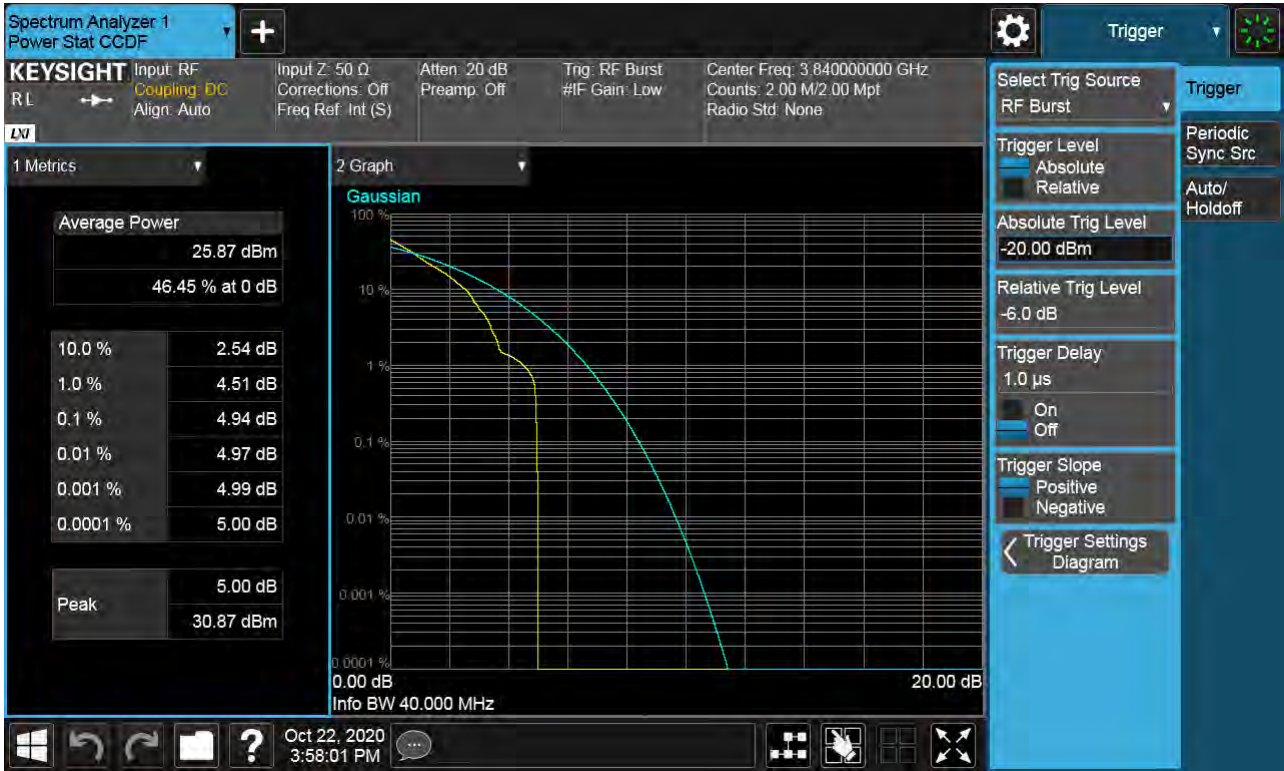 Spectrum Analyzer 1
Power Stat CCDF
+
Trigger
KEYSIGHT
RL
LXI
Input: RF
Coupling: DC
Align: Auto
Input Z: 50 Ω
Corrections: Off
Freq Ref: Int (S)
Atten: 20 dB
Preamp: Off
Trig: RF Burst
#IF Gain: Low
Center Freq: 3.840000000 GHz
Counts: 2.00 M/2.00 Mpt
Radio Std: None
1 Metrics
Average Power
25.87 dBm
46.45 % at 0 dB
10.0 % 2.54 dB
1.0 % 4.51 dB
0.1 % 4.94 dB
0.01 % 4.97 dB
0.001 % 4.99 dB
0.0001 % 5.00 dB
Peak
5.00 dB
30.87 dBm
2 Graph
Gaussian
100 %
10 %
1 %
0.1 %
0.01 %
0.001 %
0.0001 %
0.00 dB 20.00 dB
Info BW 40.000 MHz
Select Trig Source
RF Burst
Trigger Level
Absolute
Relative
Absolute Trig Level
-20.00 dBm
Relative Trig Level
-6.0 dB
Trigger Delay
1.0 µs
On
Off
Trigger Slope
Positive
Negative
Trigger Settings
Diagram
Trigger
Periodic
Sync Src
Auto/
Holdoff
?
Oct 22, 2020
3:58:01 PM